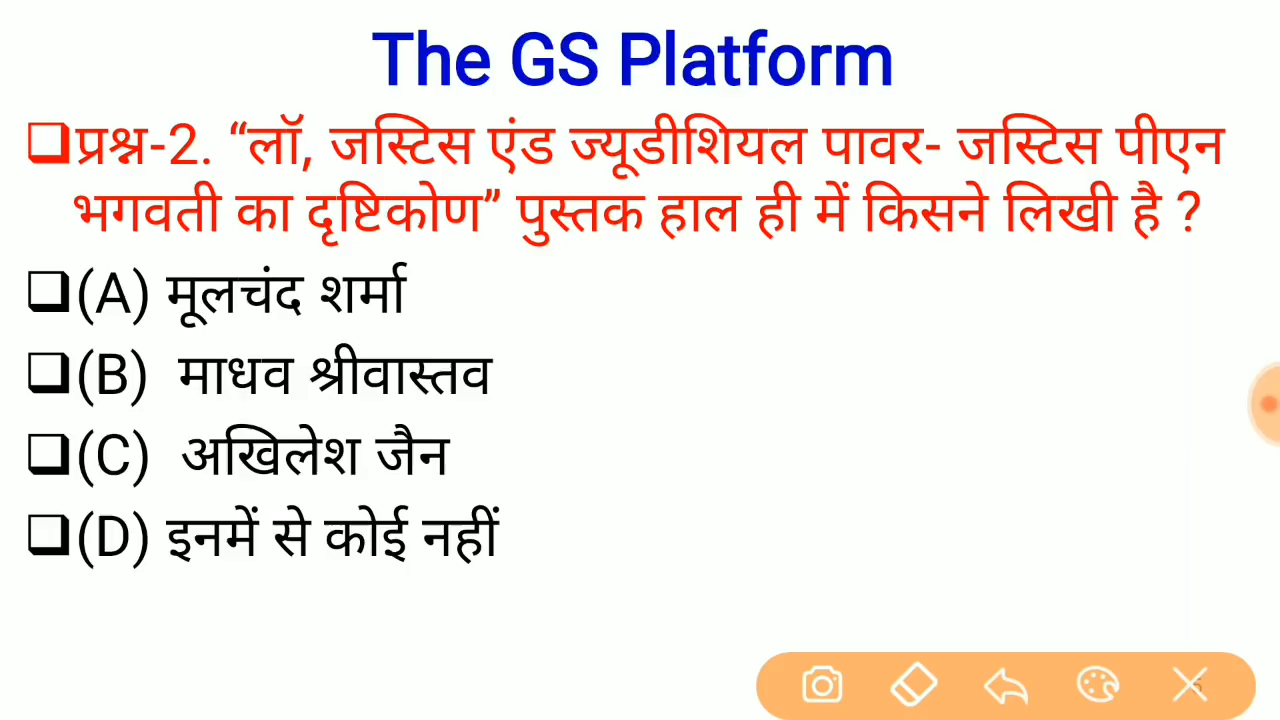 The GS Platform
❑प्रश्न-2. “लॉ, जस्टिस एंड ज्यूडीशियल पावर- जस्टिस पीएन
भगवती का दृष्टिकोण” पुस्तक हाल ही में किसने लिखी है ?
❑(A) मूलचंद शर्मा
❑(B) माधव श्रीवास्तव
❑(C) अखिलेश जैन
❑(D) इनमें से कोई नहीं